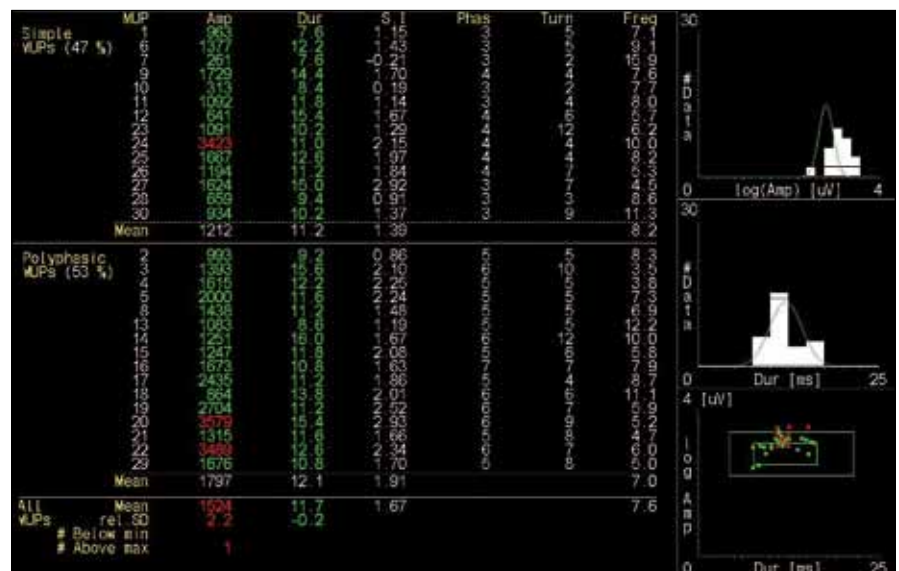 MUP Amp Dur S.I Phas Turn Freq
Simple
MUPs (47 %)
1 963 7.6 1.15 3 5 7.1
6 1377 12.2 1.43 3 5 9.1
7 261 7.6 -0.21 3 2 15.9
9 1729 14.4 1.70 4 4 7.6
10 313 8.4 0.19 3 2 7.7
11 1092 11.8 1.14 3 4 8.0
12 641 15.4 1.67 4 6 5.7
23 1091 10.2 1.29 4 12 6.2
24 3423 11.0 2.15 4 4 10.0
25 1667 12.6 1.97 4 4 8.2
26 1194 11.2 1.84 4 7 5.3
27 1624 15.0 2.92 3 7 4.5
28 659 9.4 0.91 3 3 8.6
30 934 10.2 1.37 3 9 11.3
Mean 1212 11.2 1.39 8.2
Polyphasic
MUPs (53 %)
2 993 9.2 0.86 5 5 8.3
3 1393 15.6 2.10 6 10 3.5
4 1615 12.2 2.25 5 5 3.8
5 2000 11.6 2.24 5 5 7.3
8 1438 11.2 1.48 6 5 6.9
13 1083 8.6 1.19 5 5 12.2
14 1251 16.0 1.67 6 12 10.0
15 1247 11.8 2.08 5 6 5.8
16 1673 10.8 1.63 7 7 7.9
17 2435 11.2 1.86 5 4 8.7
18 864 13.8 2.01 6 6 11.1
19 2704 11.2 2.52 6 7 5.9
20 3579 15.4 2.93 6 9 5.2
21 1315 11.6 1.66 5 8 4.7
22 3489 12.6 2.34 6 7 6.0
29 1676 10.8 1.70 5 8 5.0
Mean 1797 12.1 1.91 7.0
All Mean 1524 11.7 1.67 7.6
MUPs rel.SD 2.2 -0.2
# Below min
# Above max 1
30
#Data
0 log(Amp) [uV] 4
30
#Data
0 Dur [ms] 25
4 [uV]
log Amp
0 Dur [ms] 25